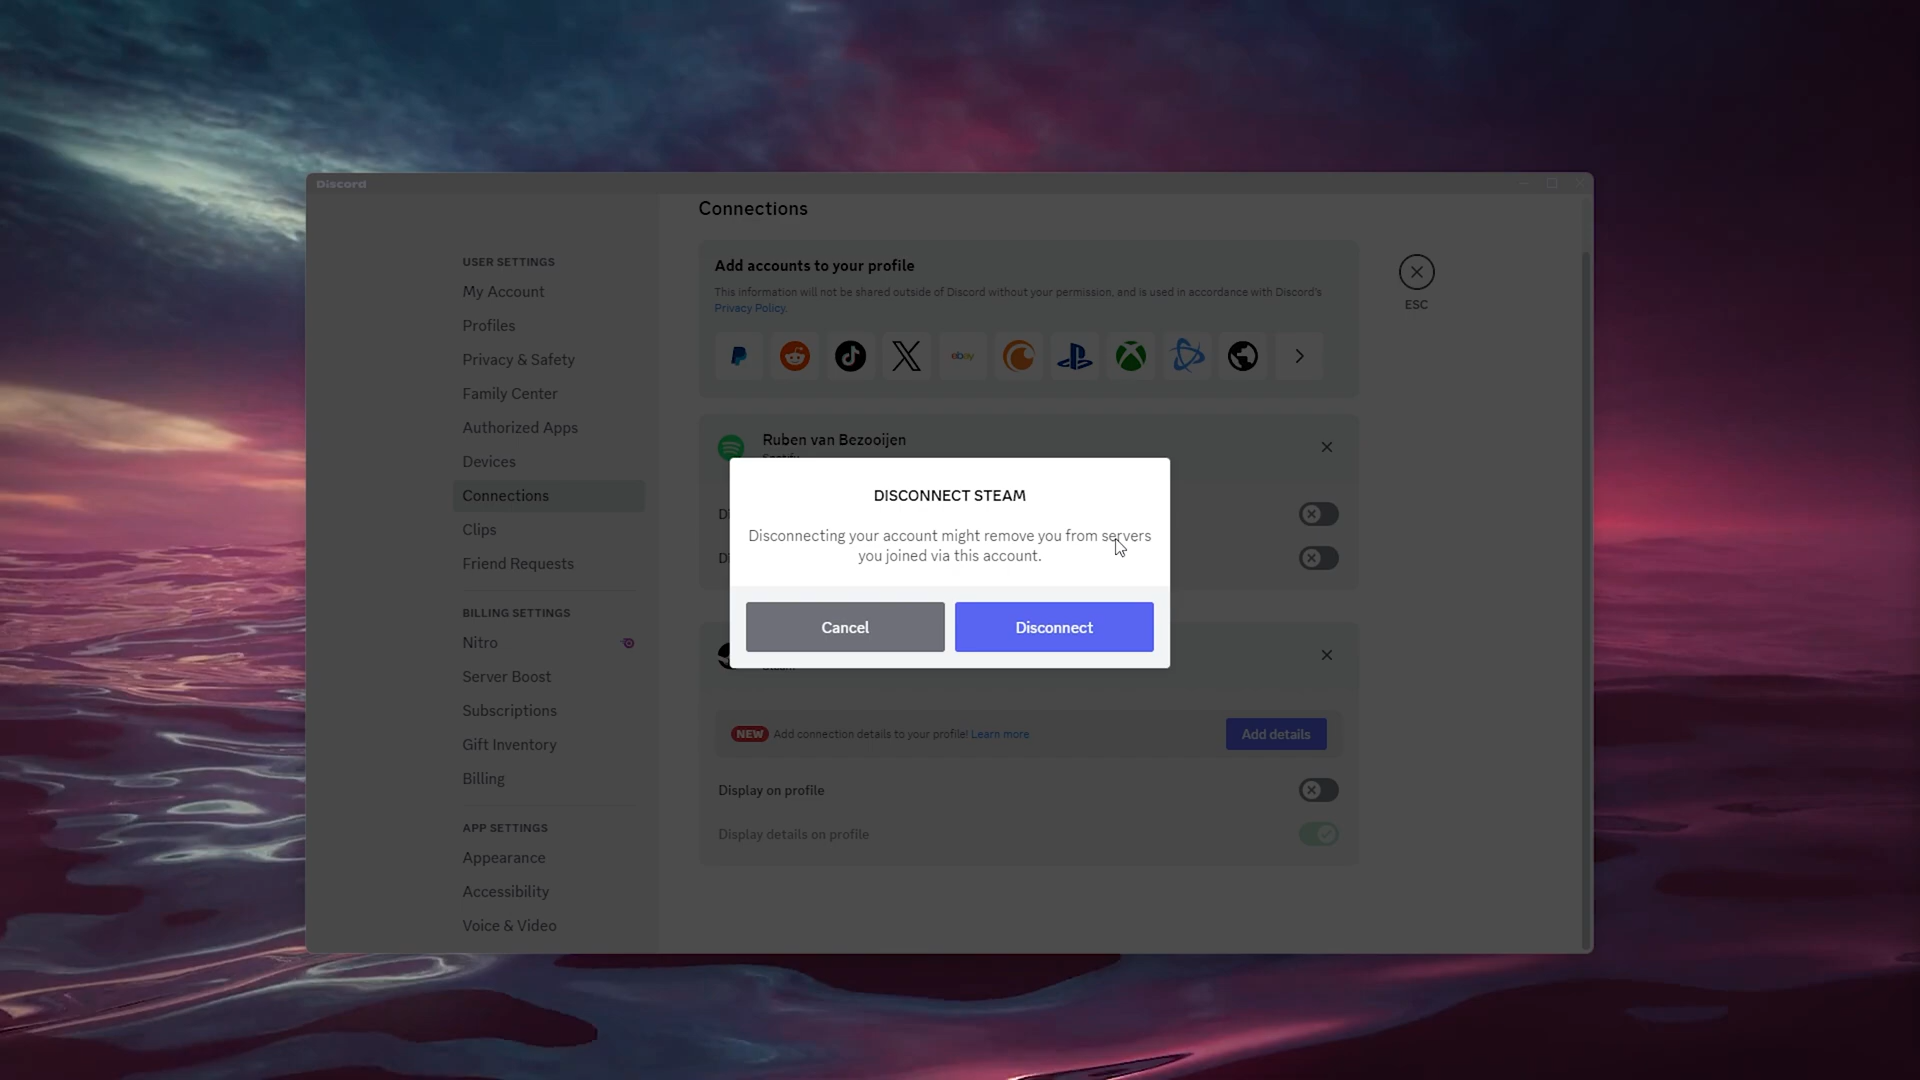 Discord
Connections
USER SETTINGS
My Account
Profiles
Privacy & Safety
Family Center
Authorized Apps
Devices
Connections
Clips
Friend Requests
BILLING SETTINGS
Nitro
Server Boost
Subscriptions
Gift Inventory
Billing
APP SETTINGS
Appearance
Accessibility
Voice & Video
Add accounts to your profile
This information will not be shared outside of Discord without your permission, and is used in accordance with Discord's
Privacy Policy.
ebay
ESC
Ruben van Bezooijen
Spotify
DISCONNECT STEAM
Disconnecting your account might remove you from servers
you joined via this account.
Cancel
Disconnect
NEW Add connection details to your profile! Learn more.
Add details
Display on profile
Display details on profile